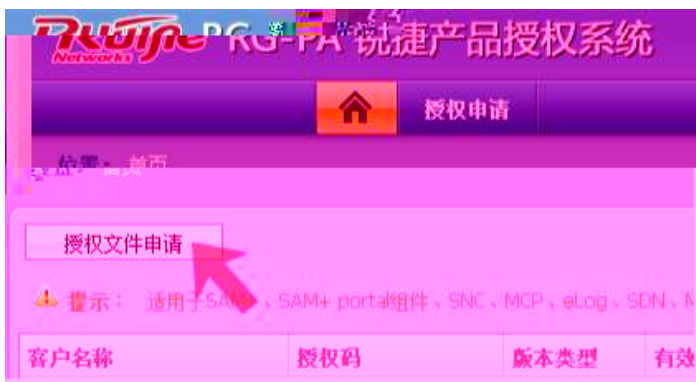 Ruijie Networks RG-PA 锐捷产品授权系统
授权申请
位置： 首页
授权文件申请
提示： 适用于SAM+、SAM+ portal组件、SNC、MCP、eLog、SDN、
客户名称 授权码 版本类型 有效